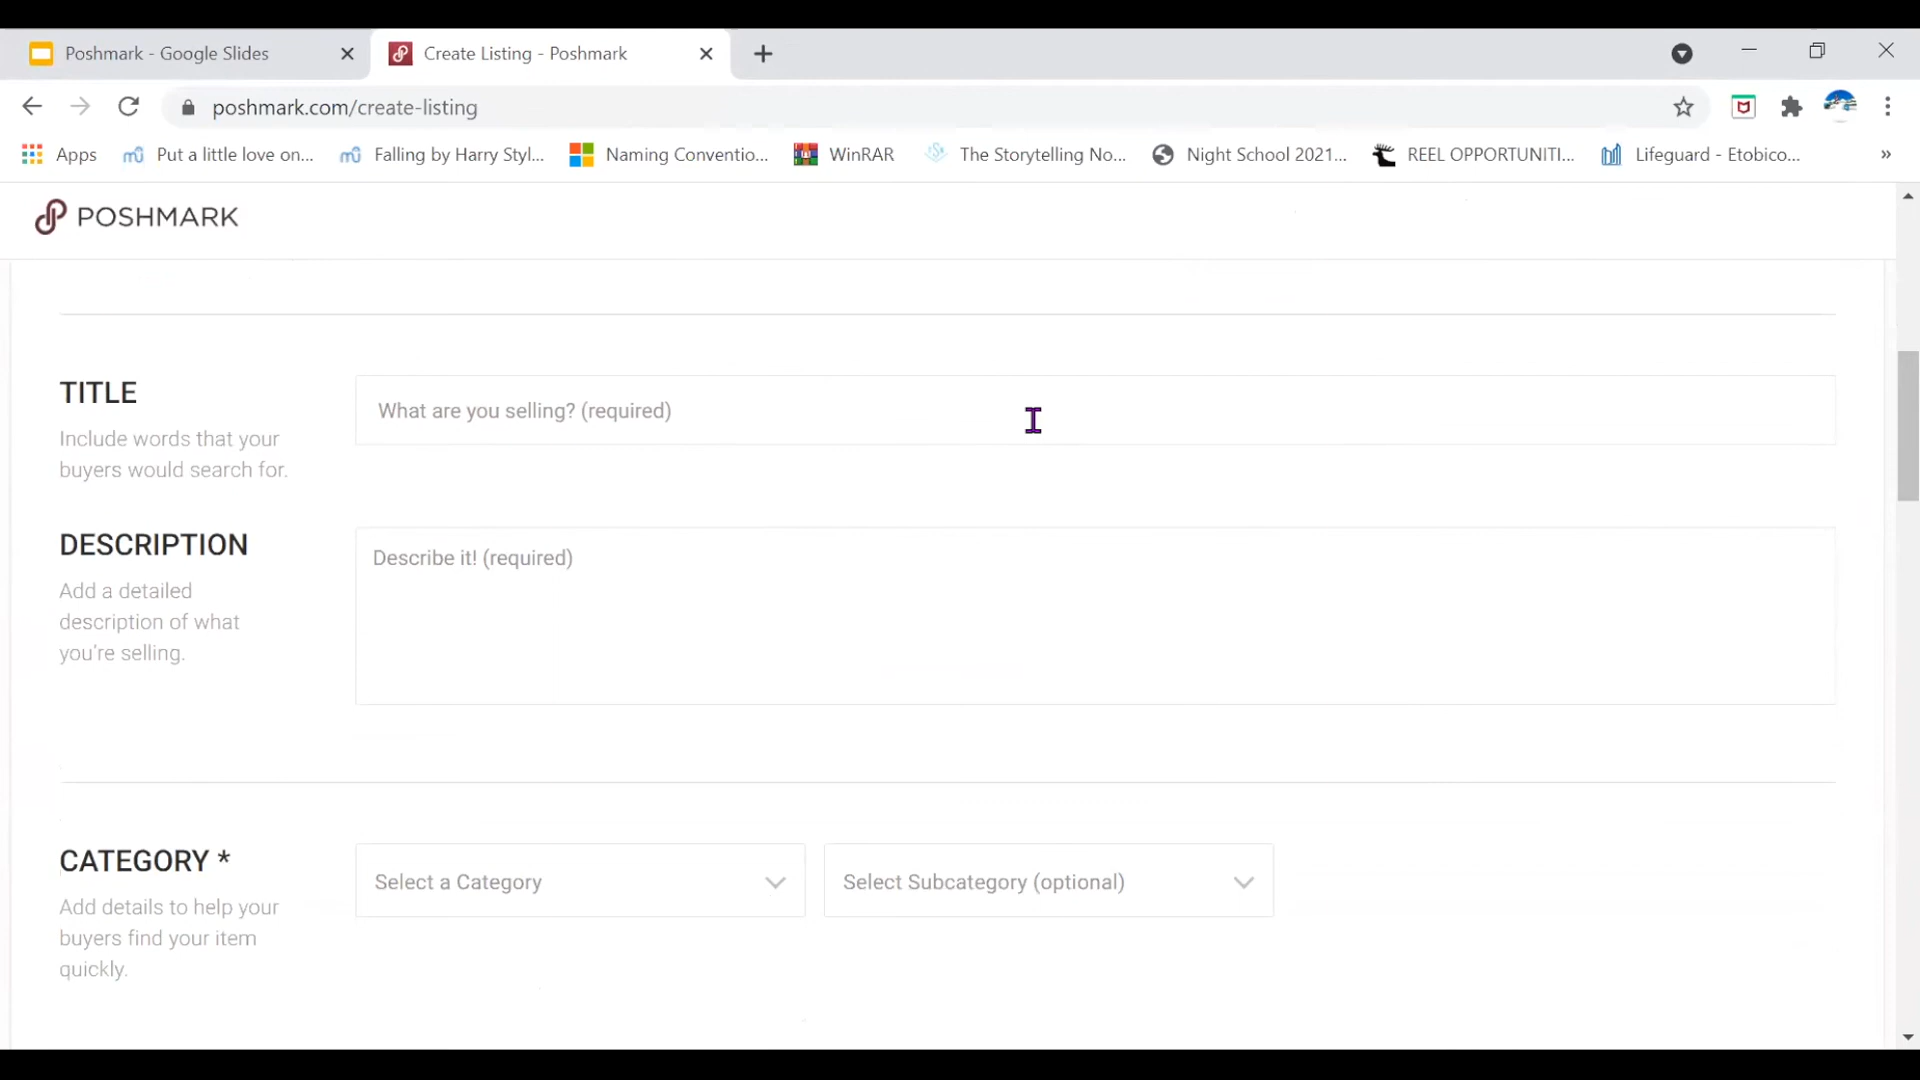 Poshmark - Google Slides
Create Listing - Poshmark
poshmark.com/create-listing
Apps
Put a little love on...
Falling by Harry Styl...
Naming Conventio...
WinRAR
The Storytelling No...
Night School 2021...
REEL OPPORTUNITI...
Lifeguard - Etobico...
»
POSHMARK
TITLE
What are you selling? (required)
Include words that your
buyers would search for.
DESCRIPTION
Describe it! (required)
Add a detailed
description of what
you're selling.
CATEGORY *
Select a Category
Select Subcategory (optional)
Add details to help your
buyers find your item
quickly.